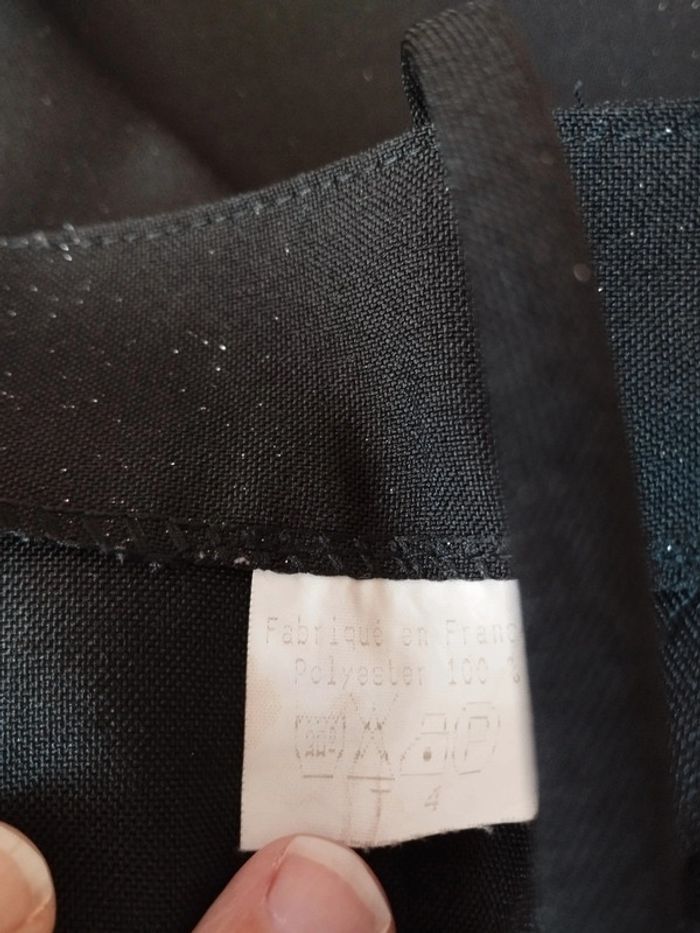 Fabriqué en Franc
Polyester 100 %
P
T 4